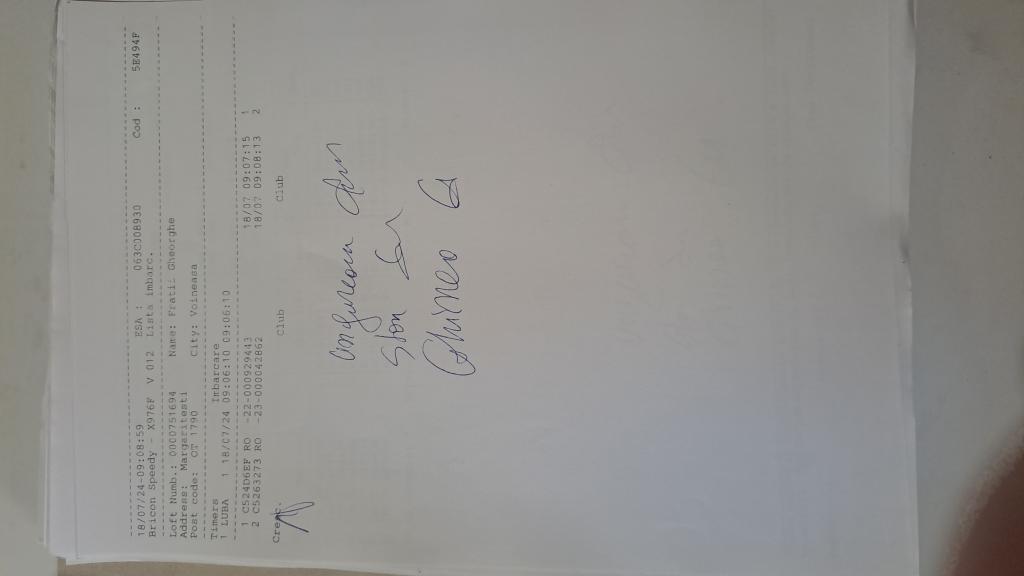 18/07/24-09:08:59 ESA : 063C008930 Cod : 5E494F
Bricon Speedy - X976F V 012 Lista imbarc.
Loft Numb.: 0000751694 Name: Fratii Gheorghe
Address: Margaritesti
Post code: CT 1790 City: Voineasa
Timers Imbarcare
1 LUBA 1 18/07/24 09:06:10 09:06:10
1 C524D6EF RO -22-000929443 18/07 09:07:15 1
2 C5263273 RO -23-000042862 18/07 09:08:13 2
Club Club
Ghineo G